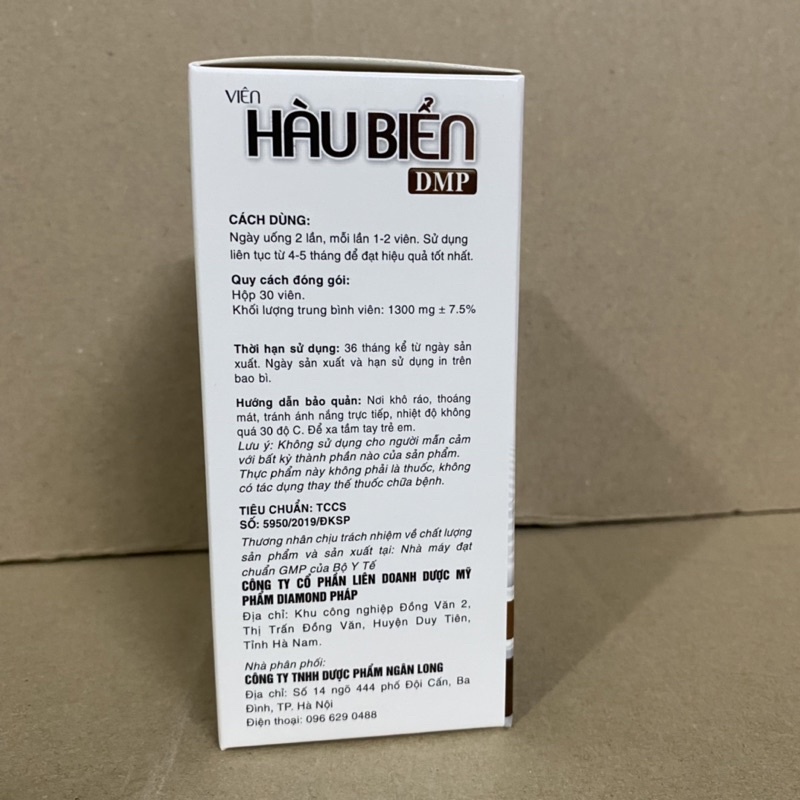 VIÊN
HÀU BIỂN
DMP
CÁCH DÙNG:
Ngày uống 2 lần, mỗi lần 1-2 viên. Sử dụng
liên tục từ 4-5 tháng để đạt hiệu quả tốt nhất.
Quy cách đóng gói:
Hộp 30 viên.
Khối lượng trung bình viên: 1300 mg ± 7.5%
Thời hạn sử dụng: 36 tháng kể từ ngày sản
xuất. Ngày sản xuất và hạn sử dụng in trên
bao bì.
Hướng dẫn bảo quản: Nơi khô ráo, thoáng
mát, tránh ánh nắng trực tiếp, nhiệt độ không
quá 30 độ C. Để xa tầm tay trẻ em.
Lưu ý: Không sử dụng cho người mẫn cảm
với bất kỳ thành phần nào của sản phẩm.
Thực phẩm này không phải là thuốc, không
có tác dụng thay thế thuốc chữa bệnh.
TIÊU CHUẨN: TCCS
SỐ: 5950/2019/ĐKSP
Thương nhân chịu trách nhiệm về chất lượng
sản phẩm và sản xuất tại: Nhà máy đạt
chuẩn GMP của Bộ Y Tế
CÔNG TY CỔ PHẦN LIÊN DOANH DƯỢC MỸ
PHẨM DIAMOND PHÁP
Địa chỉ: Khu công nghiệp Đồng Văn 2,
Thị Trấn Đồng Văn, Huyện Duy Tiên,
Tỉnh Hà Nam.
Nhà phân phối:
CÔNG TY TNHH DƯỢC PHẨM NGÂN LONG
Địa chỉ: Số 14 ngõ 444 phố Đội Cấn, Ba
Đình, TP. Hà Nội
Điện thoại: 096 629 0488